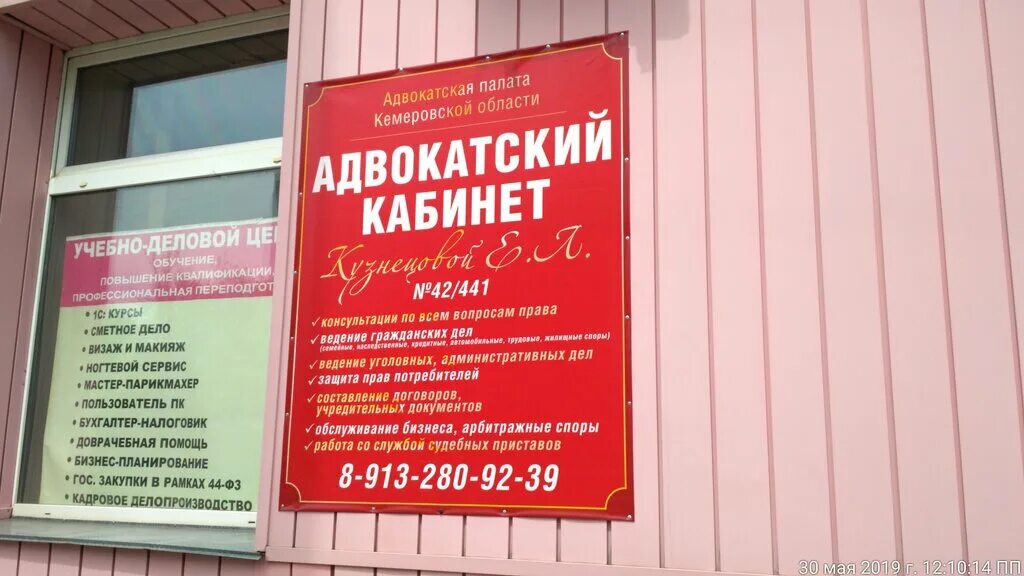 Адвокатская палата
Кемеровской области
АДВОКАТСКИЙ
КАБИНЕТ
Кузнецовой Е.Л.
№42/441
✓консультации по всем вопросам права
✓ведение гражданских дел
(семейные, наследственные, кредитные, автомобильные, трудовые, жилищные споры)
✓ведение уголовных, административных дел
✓защита прав потребителей
✓составление договоров,
учредительных документов
✓обслуживание бизнеса, арбитражные споры
✓работа со службой судебных приставов
8-913-280-92-39
УЧЕБНО-ДЕЛОВОЙ ЦЕ
ОБУЧЕНИЕ,
ПОВЫШЕНИЕ КВАЛИФИКАЦИИ,
ПРОФЕССИОНАЛЬНАЯ ПЕРЕПОДГОТ
• 1С: КУРСЫ
• СМЕТНОЕ ДЕЛО
• ВИЗАЖ И МАКИЯЖ
• НОГТЕВОЙ СЕРВИС
• МАСТЕР-ПАРИКМАХЕР
• ПОЛЬЗОВАТЕЛЬ ПК
• БУХГАЛТЕР-НАЛОГОВИК
• ДОВРАЧЕБНАЯ ПОМОЩЬ
• БИЗНЕС-ПЛАНИРОВАНИЕ
• ГОС. ЗАКУПКИ В РАМКАХ 44-ФЗ
• КАДРОВОЕ ДЕЛОПРОИЗВОДСТВО
30 мая 2019 г. 12:10:14 ПП